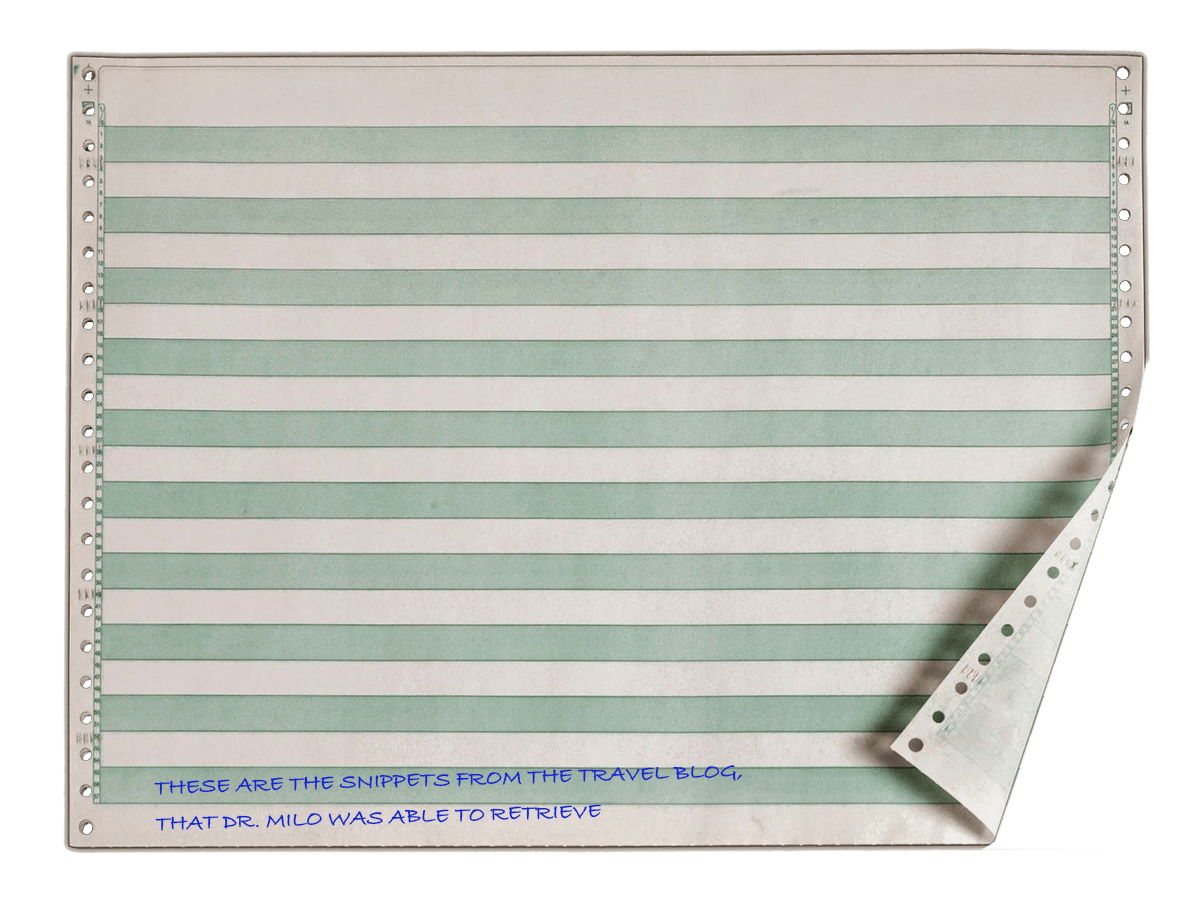 THESE ARE THE SNIPPETS FROM THE TRAVEL BLOG,
THAT DR. MILO WAS ABLE TO RETRIEVE